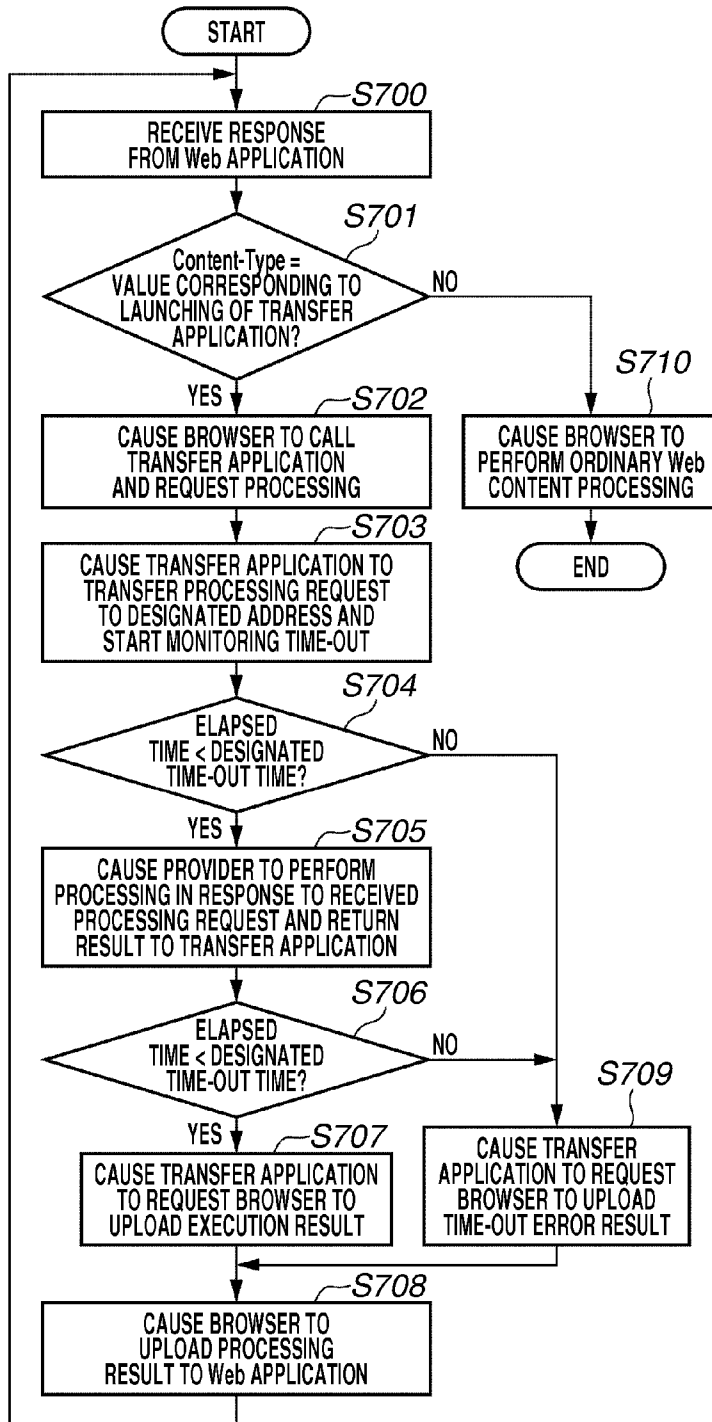 START
S700
RECEIVE RESPONSE
FROM Web APPLICATION
S701
Content-Type =
VALUE CORRESPONDING TO
LAUNCHING OF TRANSFER
APPLICATION?
NO
YES
S702
CAUSE BROWSER TO CALL
TRANSFER APPLICATION
AND REQUEST PROCESSING
S710
CAUSE BROWSER TO
PERFORM ORDINARY Web
CONTENT PROCESSING
END
S703
CAUSE TRANSFER APPLICATION TO
TRANSFER PROCESSING REQUEST
TO DESIGNATED ADDRESS AND
START MONITORING TIME-OUT
S704
ELAPSED
TIME < DESIGNATED
TIME-OUT TIME?
NO
YES
S705
CAUSE PROVIDER TO PERFORM
PROCESSING IN RESPONSE TO RECEIVED
PROCESSING REQUEST AND RETURN
RESULT TO TRANSFER APPLICATION
S706
ELAPSED
TIME < DESIGNATED
TIME-OUT TIME?
NO
YES
S707
CAUSE TRANSFER APPLICATION
TO REQUEST BROWSER TO
UPLOAD EXECUTION RESULT
S709
CAUSE TRANSFER
APPLICATION TO REQUEST
BROWSER TO UPLOAD
TIME-OUT ERROR RESULT
S708
CAUSE BROWSER TO
UPLOAD PROCESSING
RESULT TO Web APPLICATION